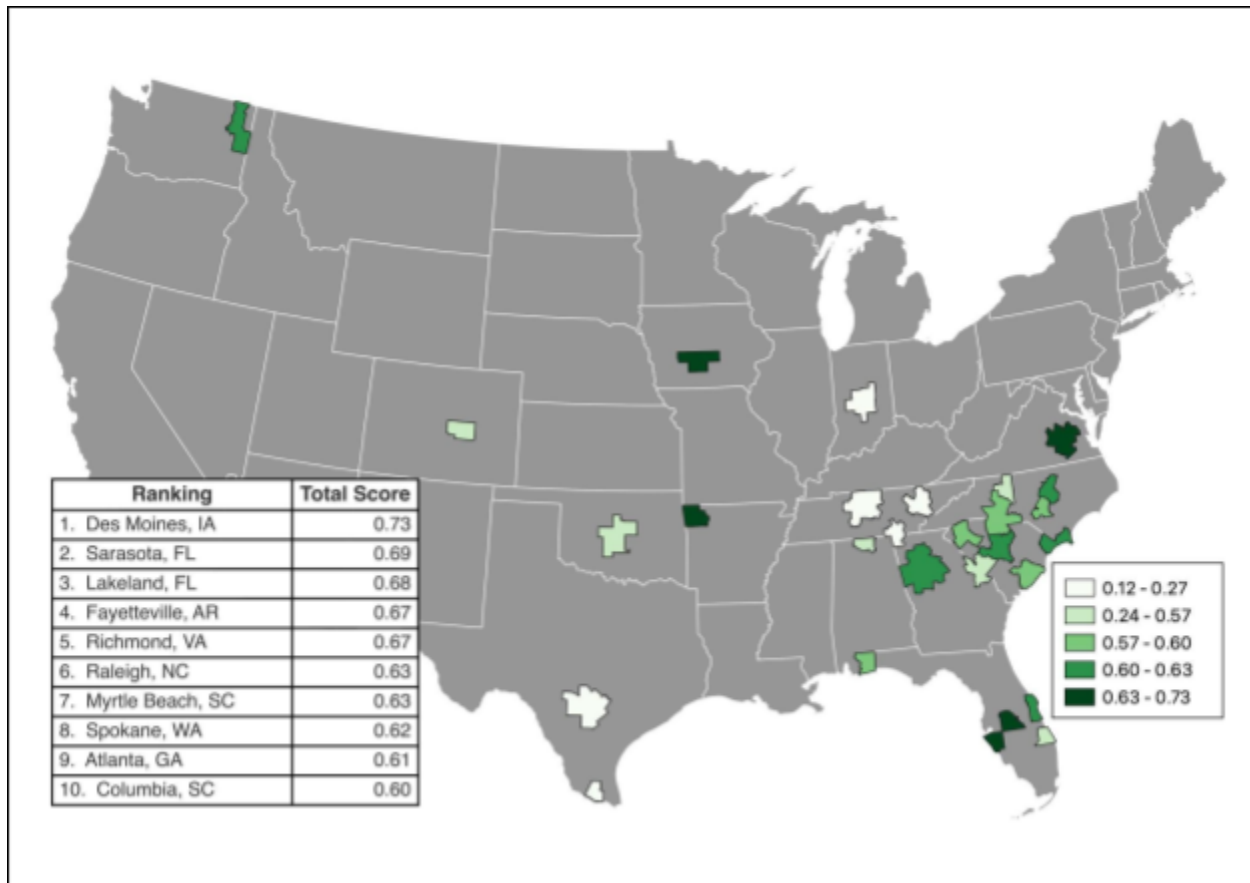 Ranking Total Score
1. Des Moines, IA 0.73
2. Sarasota, FL 0.69
3. Lakeland, FL 0.68
4. Fayetteville, AR 0.67
5. Richmond, VA 0.67
6. Raleigh, NC 0.63
7. Myrtle Beach, SC 0.63
8. Spokane, WA 0.62
9. Atlanta, GA 0.61
10. Columbia, SC 0.60
0.12 - 0.27
0.24 - 0.57
0.57 - 0.60
0.60 - 0.63
0.63 - 0.73